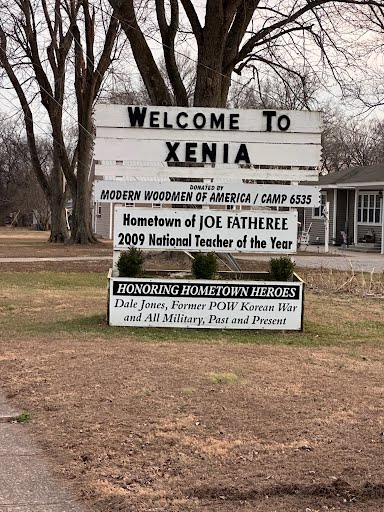 WELCOME TO
XENIA
DONATED BY
MODERN WOODMEN OF AMERICA / CAMP 6535
Hometown of JOE FATHEREE
2009 National Teacher of the Year
HONORING HOMETOWN HEROES
Dale Jones, Former POW Korean War
and All Military, Past and Present